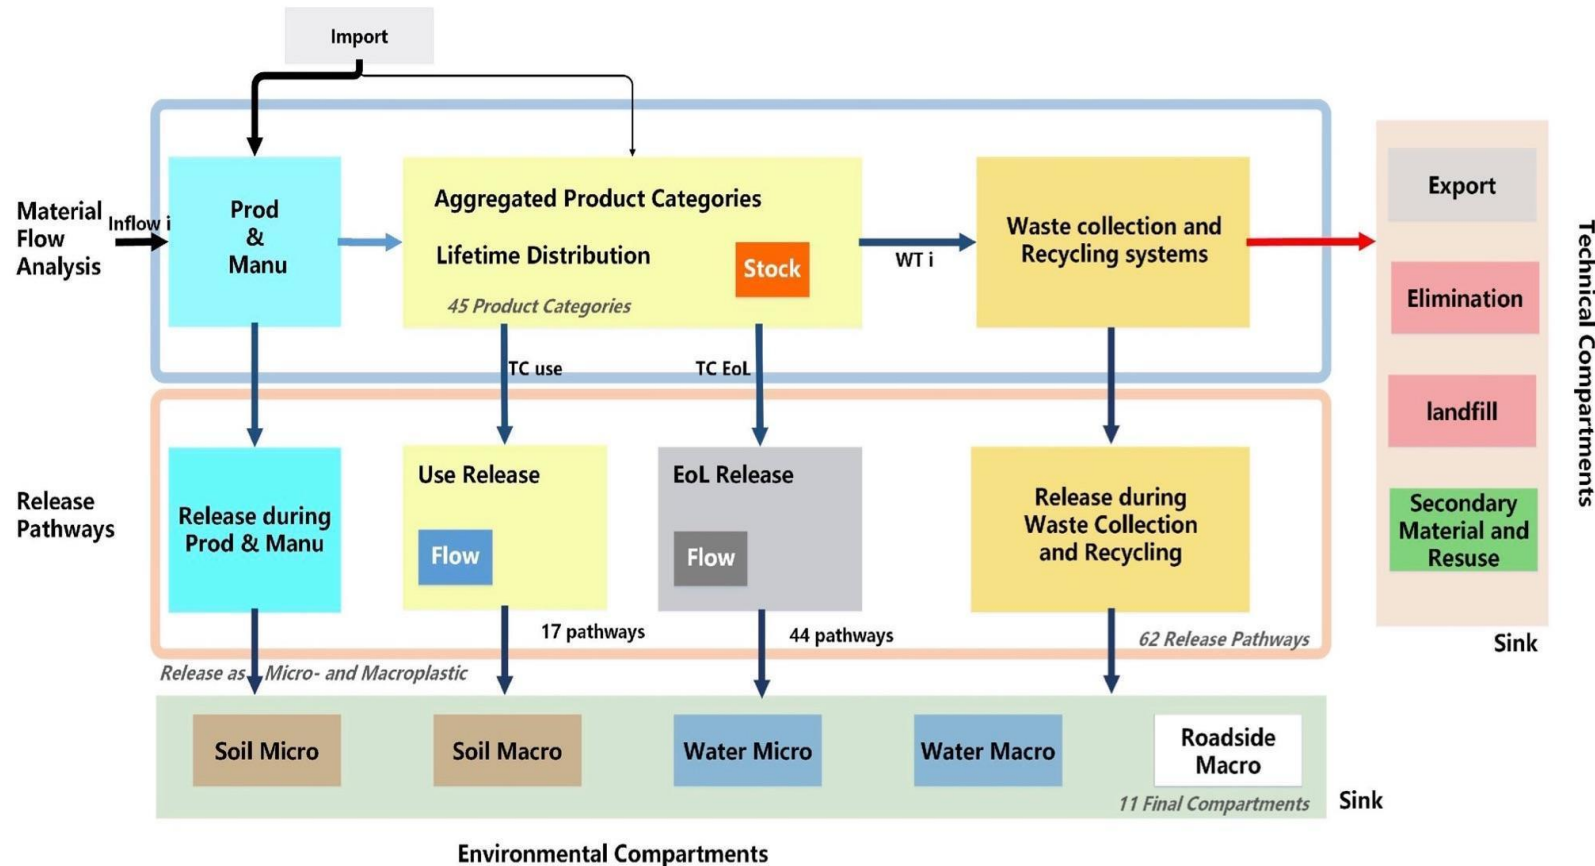 Import
Material
Flow
Analysis
Inflow i
Prod
&
Manu
Aggregated Product Categories
Lifetime Distribution
Stock
45 Product Categories
WT i
Waste collection and
Recycling systems
TC use
TC EoL
Export
Elimination
landfill
Secondary
Material and
Resuse
Sink
Technical Compartments
Release
Pathways
Release during
Prod & Manu
Use Release
Flow
EoL Release
Flow
Release during
Waste Collection
and Recycling
17 pathways
44 pathways
62 Release Pathways
Release as Micro- and Macroplastic
Soil Micro
Soil Macro
Water Micro
Water Macro
Roadside
Macro
11 Final Compartments
Sink
Environmental Compartments